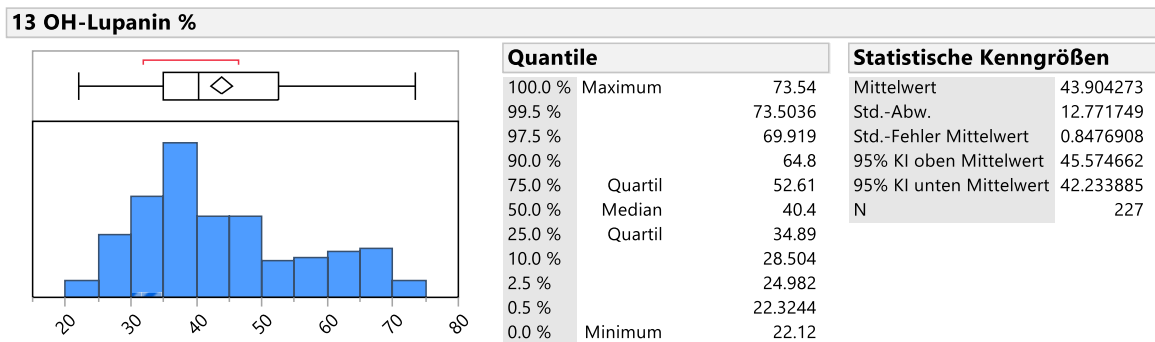 13 OH-Lupanin %
20 30 40 50 60 70 80
Quantile
100.0 % Maximum 73.54
99.5 % 73.5036
97.5 % 69.919
90.0 % 64.8
75.0 % Quartil 52.61
50.0 % Median 40.4
25.0 % Quartil 34.89
10.0 % 28.504
2.5 % 24.982
0.5 % 22.3244
0.0 % Minimum 22.12
Statistische Kenngrößen
Mittelwert 43.904273
Std.-Abw. 12.771749
Std.-Fehler Mittelwert 0.8476908
95% KI oben Mittelwert 45.574662
95% KI unten Mittelwert 42.233885
N 227